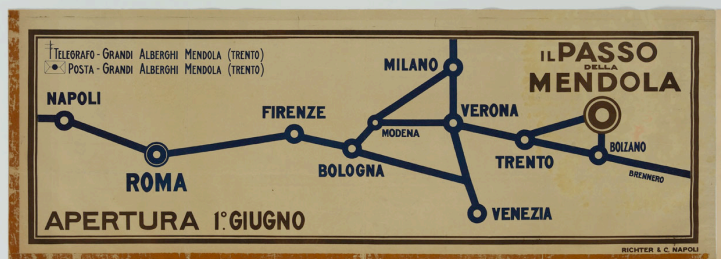 TELEGRAFO - GRANDI ALBERGHI MENDOLA (TRENTO)
POSTA - GRANDI ALBERGHI MENDOLA (TRENTO)
IL PASSO
DELLA
MENDOLA
MILANO
NAPOLI
FIRENZE
VERONA
MODENA
BOLZANO
TRENTO
BOLOGNA
BRENNERO
ROMA
VENEZIA
APERTURA 1º. GIUGNO
RICHTER & C. NAPOLI